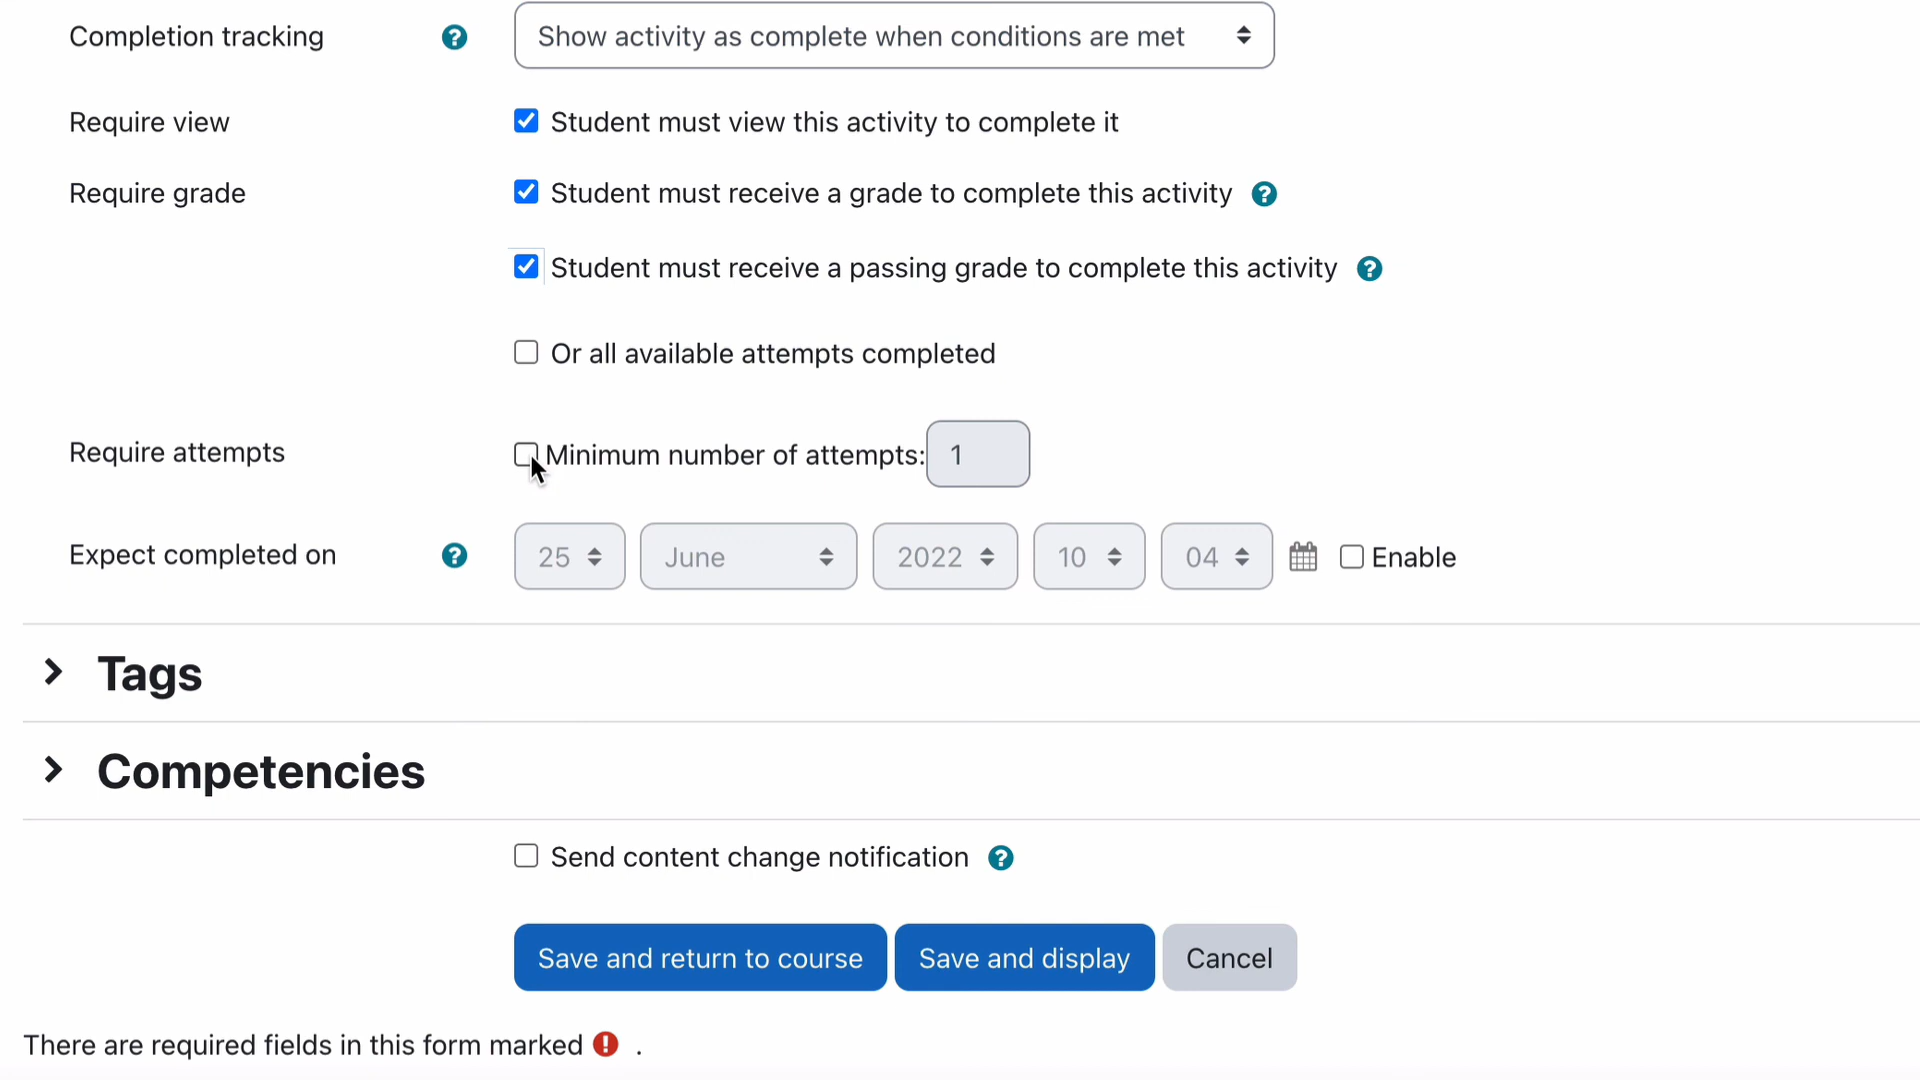 Completion tracking ? Show activity as complete when conditions are met
Require view Student must view this activity to complete it
Require grade Student must receive a grade to complete this activity ?
Student must receive a passing grade to complete this activity ?
Or all available attempts completed
Require attempts Minimum number of attempts: 1
Expect completed on ? 25 June 2022 10 04 Enable
Tags
Competencies
Send content change notification ?
Save and return to course Save and display Cancel
There are required fields in this form marked ! .